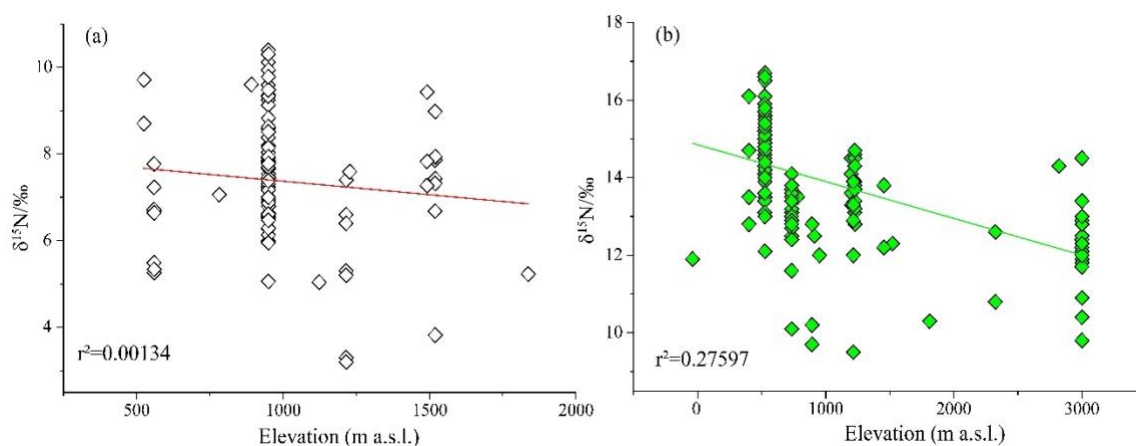 (a)
10
8
6
4
δ¹⁵N/‰
r²=0.00134
500 1000 1500 2000
Elevation (m a.s.l.)
(b)
18
16
14
12
10
δ¹⁵N/‰
r²=0.27597
0 1000 2000 3000
Elevation (m a.s.l.)